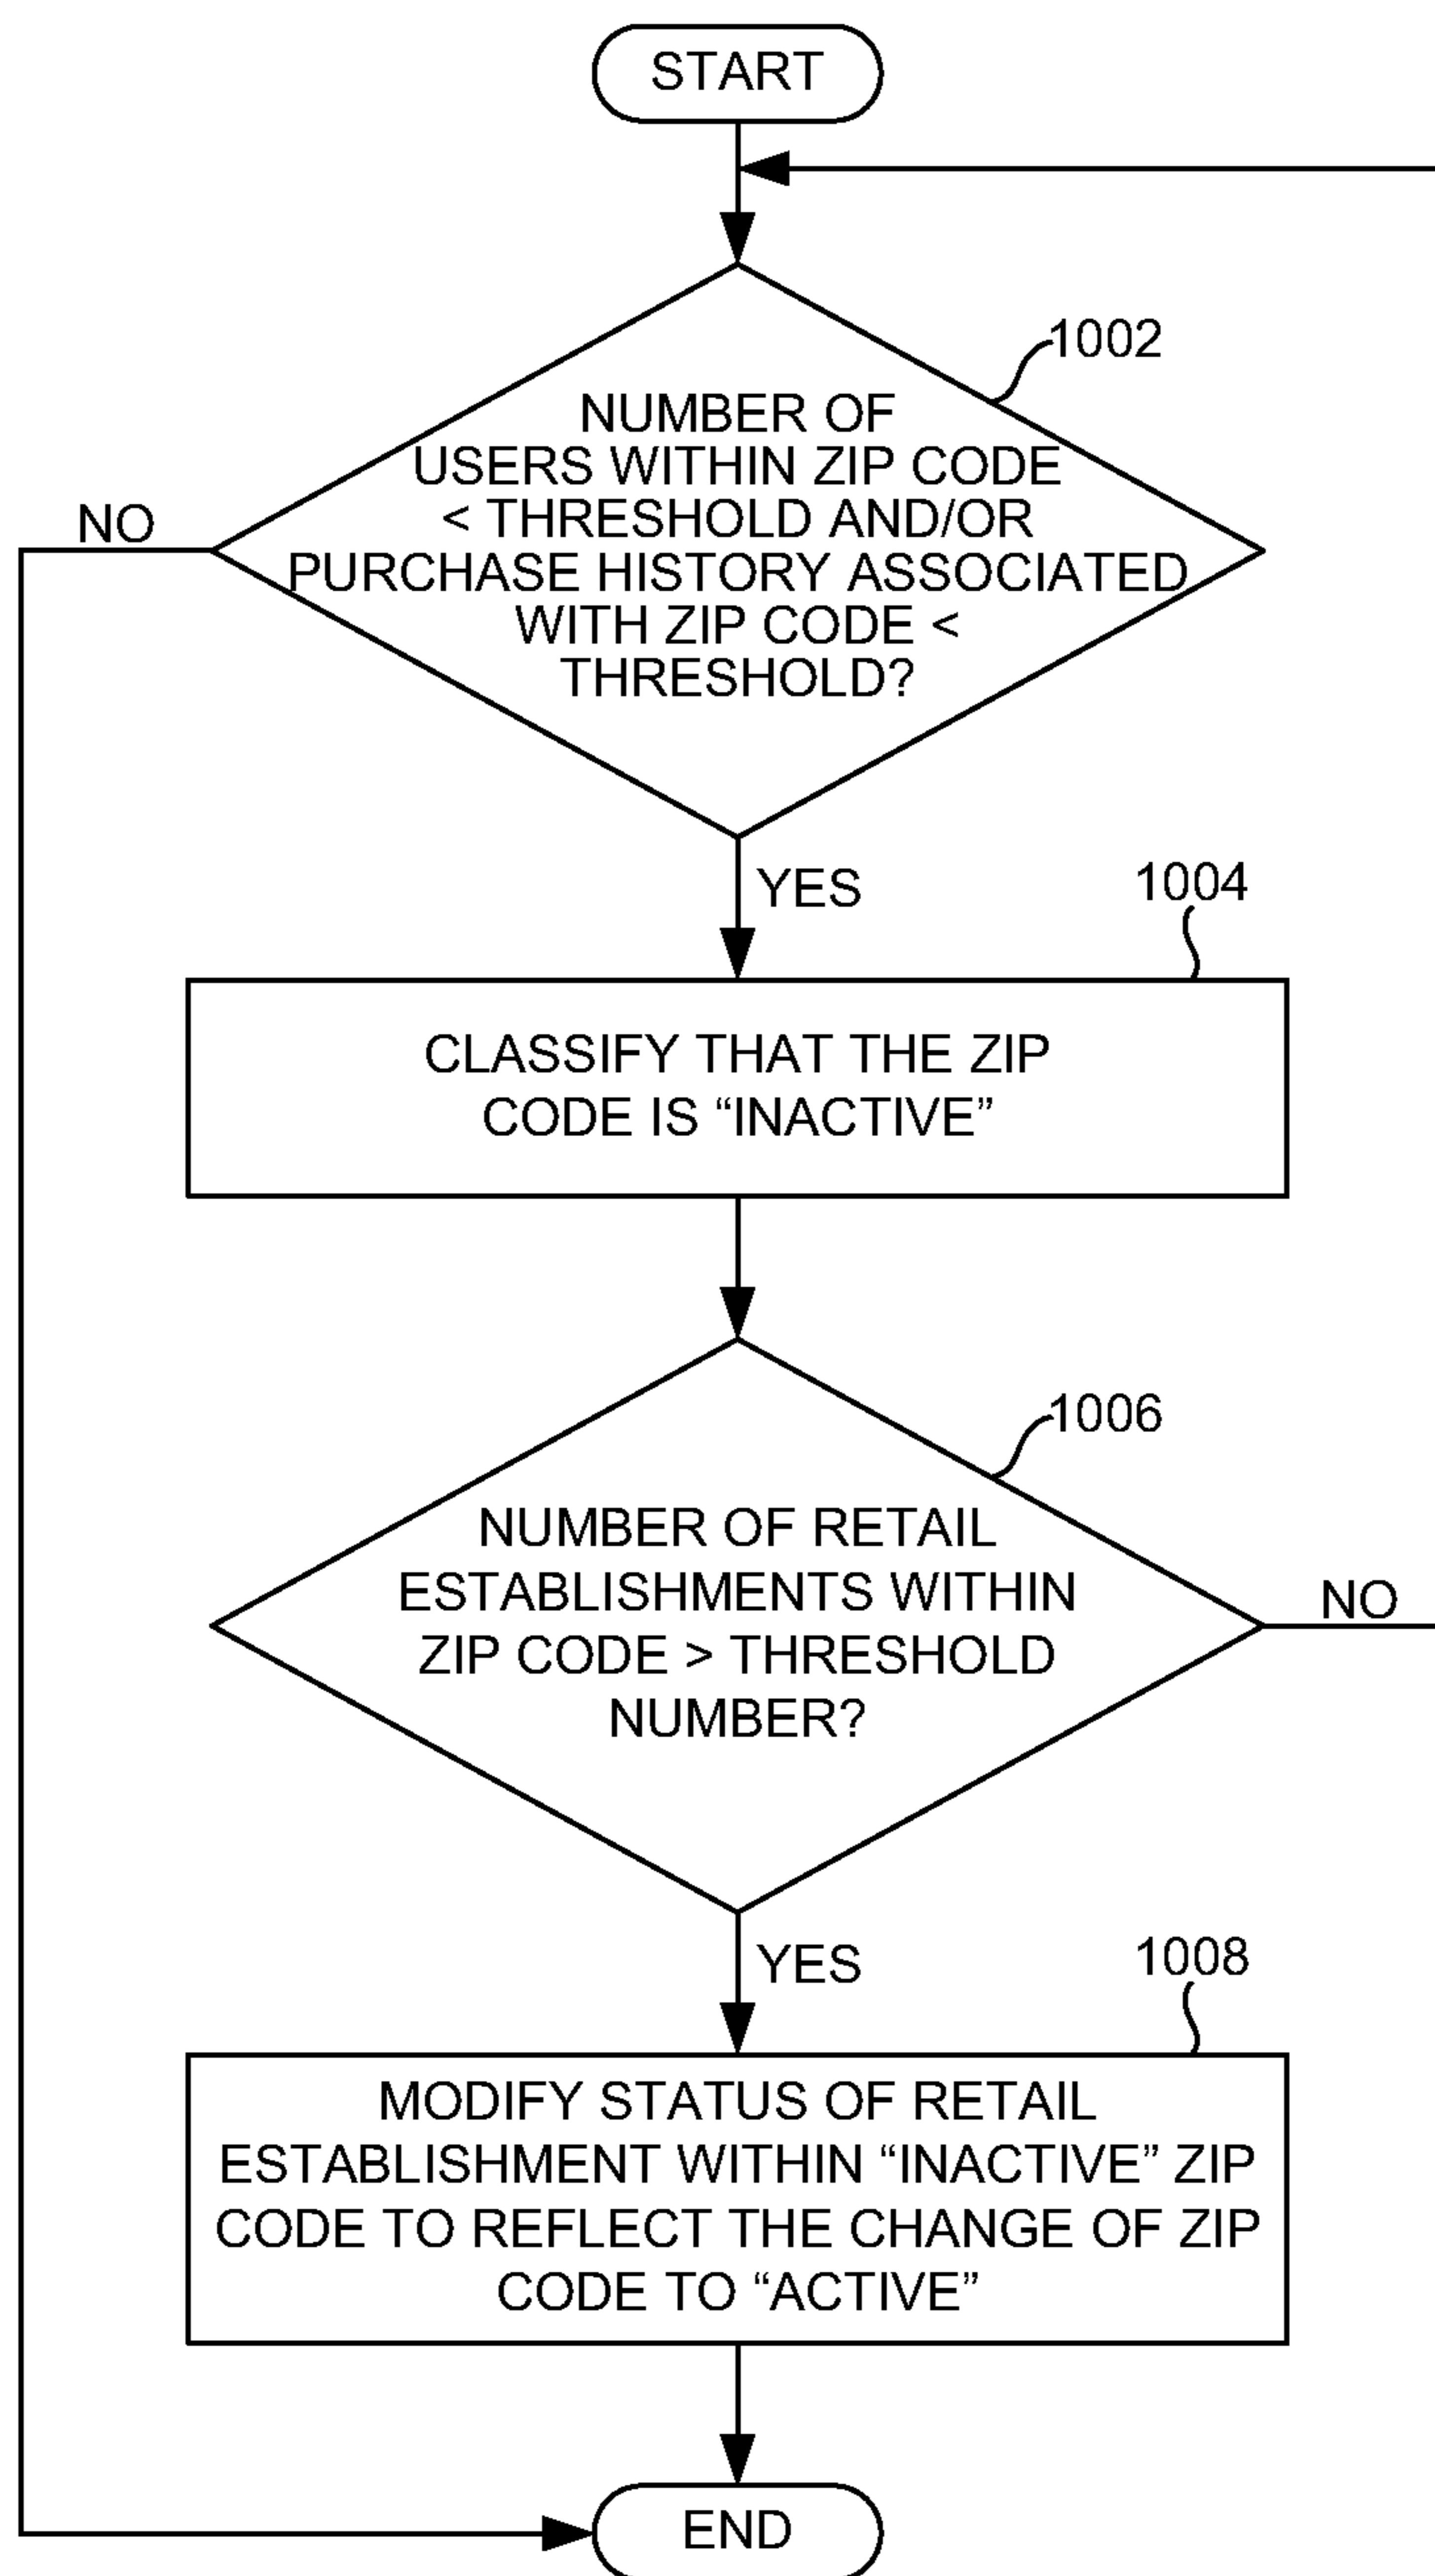 START
1002
NUMBER OF
USERS WITHIN ZIP CODE
< THRESHOLD AND/OR
PURCHASE HISTORY ASSOCIATED
WITH ZIP CODE <
THRESHOLD?
NO
YES
1004
CLASSIFY THAT THE ZIP
CODE IS “INACTIVE”
1006
NUMBER OF RETAIL
ESTABLISHMENTS WITHIN
ZIP CODE > THRESHOLD
NUMBER?
NO
YES
1008
MODIFY STATUS OF RETAIL
ESTABLISHMENT WITHIN “INACTIVE” ZIP
CODE TO REFLECT THE CHANGE OF ZIP
CODE TO “ACTIVE”
END